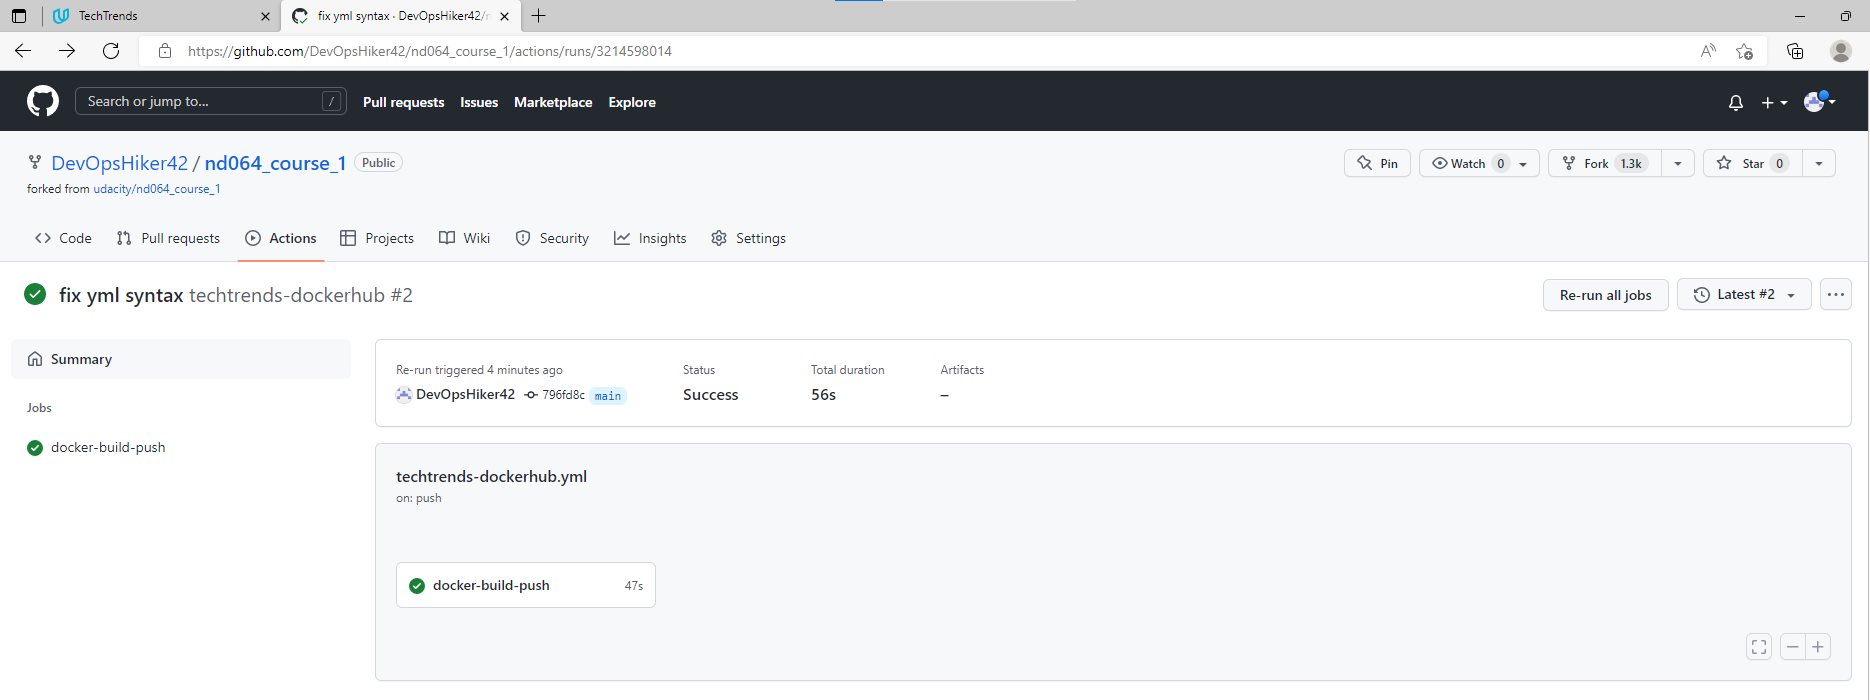 TechTrends
fix yml syntax · DevOpsHiker42/n
https://github.com/DevOpsHiker42/nd064_course_1/actions/runs/3214598014
Search or jump to... /
Pull requests Issues Marketplace Explore
DevOpsHiker42 / nd064_course_1 Public
forked from udacity/nd064_course_1
Pin Watch 0 Fork 1.3k Star 0
Code Pull requests Actions Projects Wiki Security Insights Settings
fix yml syntax techtrends-dockerhub #2
Re-run all jobs Latest #2 ···
Summary
Jobs
docker-build-push
Re-run triggered 4 minutes ago Status Total duration Artifacts
DevOpsHiker42 796fd8c main Success 56s –
techtrends-dockerhub.yml
on: push
docker-build-push 47s